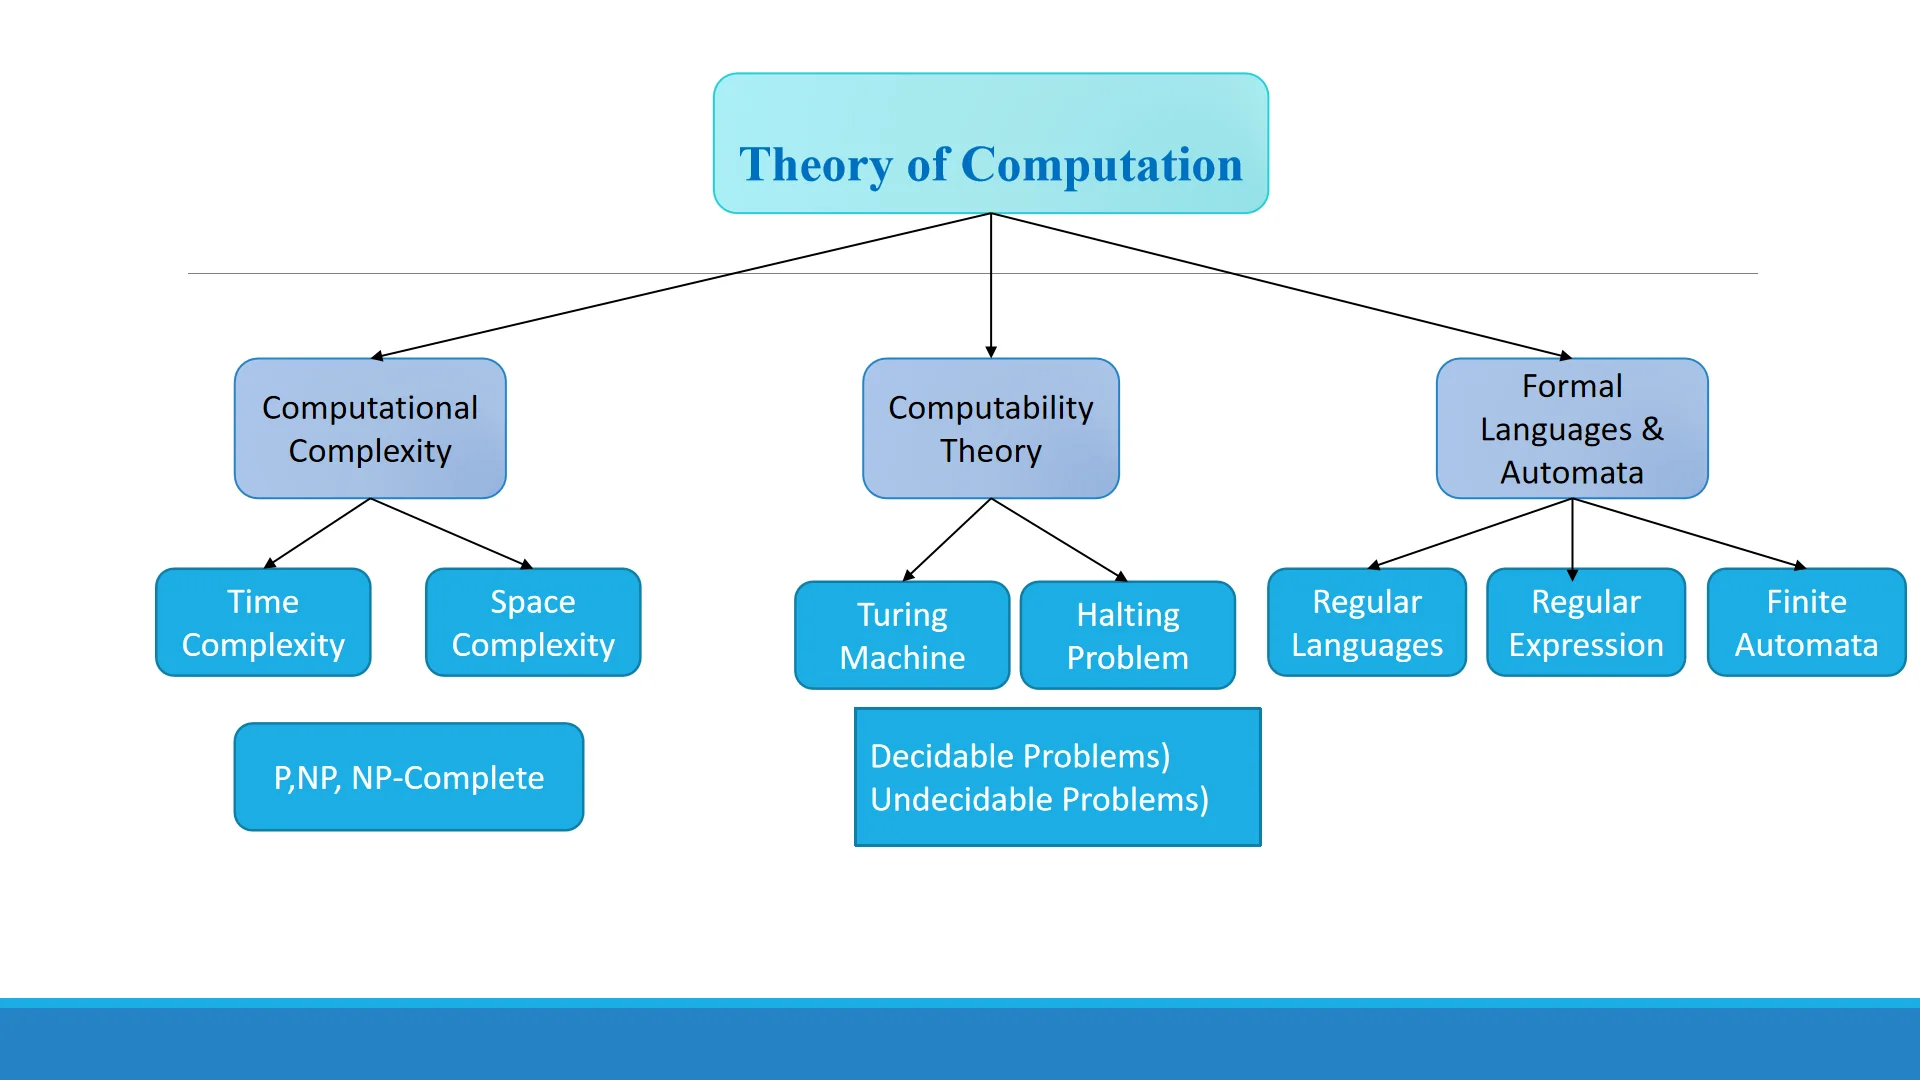 Theory of Computation
Computational
Complexity
Computability
Theory
Formal
Languages &
Automata
Time
Complexity
Space
Complexity
Turing
Machine
Halting
Problem
Regular
Languages
Regular
Expression
Finite
Automata
P,NP, NP-Complete
Decidable Problems)
Undecidable Problems)